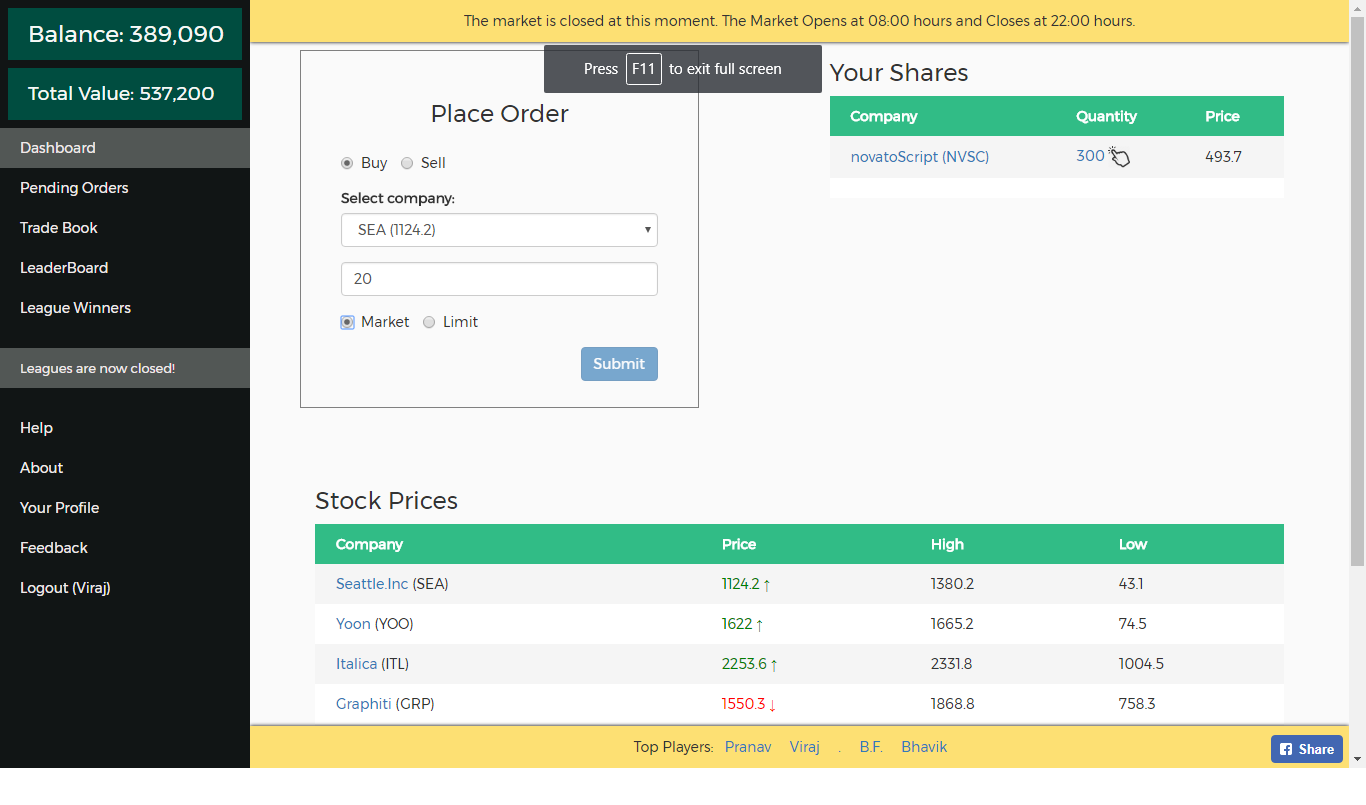 Balance: 389,090
Total Value: 537,200
Dashboard
Pending Orders
Trade Book
LeaderBoard
League Winners
Leagues are now closed!
Help
About
Your Profile
Feedback
Logout (Viraj)
The market is closed at this moment. The Market Opens at 08:00 hours and Closes at 22:00 hours.
Press F11 to exit full screen
Place Order
Buy Sell
Select company:
SEA (1124.2)
20
Market Limit
Submit
Your Shares
Company Quantity Price
novatoScript (NVSC) 300 493.7
Stock Prices
Company Price High Low
Seattle.Inc (SEA) 1124.2 ↑ 1380.2 43.1
Yoon (YOO) 1622 ↑ 1665.2 74.5
Italica (ITL) 2253.6 ↑ 2331.8 1004.5
Graphiti (GRP) 1550.3 ↓ 1868.8 758.3
Top Players: Pranav Viraj . B.F. Bhavik
Share